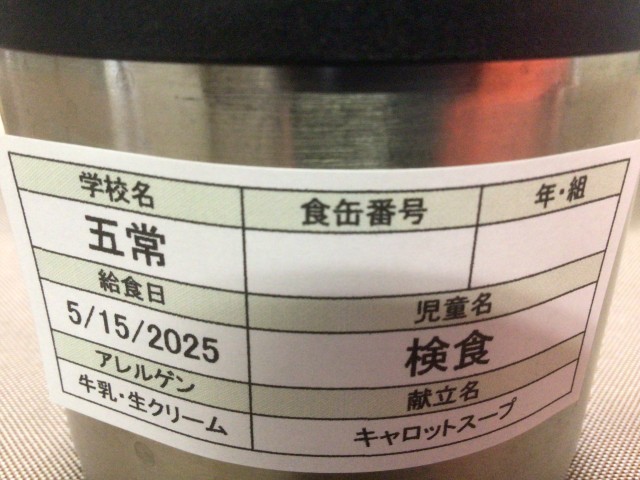 学校名 食缶番号 年・組
五常
給食日 児童名
5/15/2025 検食
アレルゲン 献立名
牛乳・生クリーム キャロットスープ